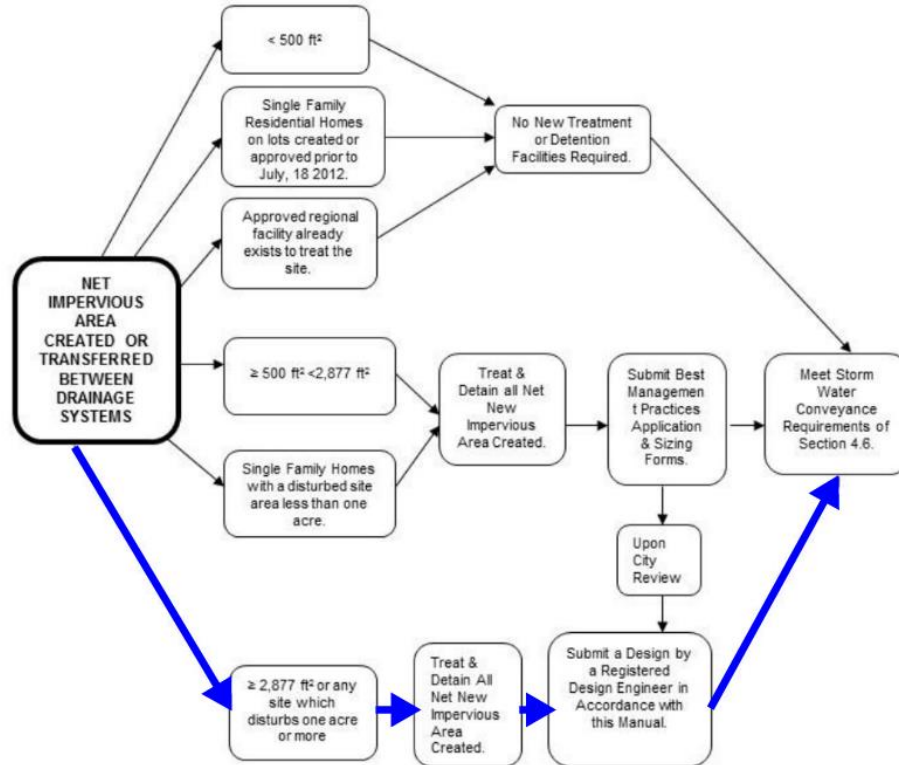 < 500 ft²
Single Family
Residential Homes
on lots created or
approved prior to
July, 18 2012.
No New Treatment
or Detention
Facilities Required.
Approved regional
facility already
exists to treat the
site.
NET
IMPERVIOUS
AREA
CREATED OR
TRANSFERRED
BETWEEN
DRAINAGE
SYSTEMS
≥ 500 ft² <2,877 ft²
Treat &
Detain all Net
New
Impervious
Area Created.
Submit Best
Managemen
t Practices
Application
& Sizing
Forms.
Meet Storm
Water
Conveyance
Requirements of
Section 4.6.
Single Family Homes
with a disturbed site
area less than one
acre.
Upon
City
Review
≥ 2,877 ft² or any
site which
disturbs one acre
or more
Treat &
Detain All
Net New
Impervious
Area
Created.
Submit a Design by
a Registered
Design Engineer in
Accordance with
this Manual.